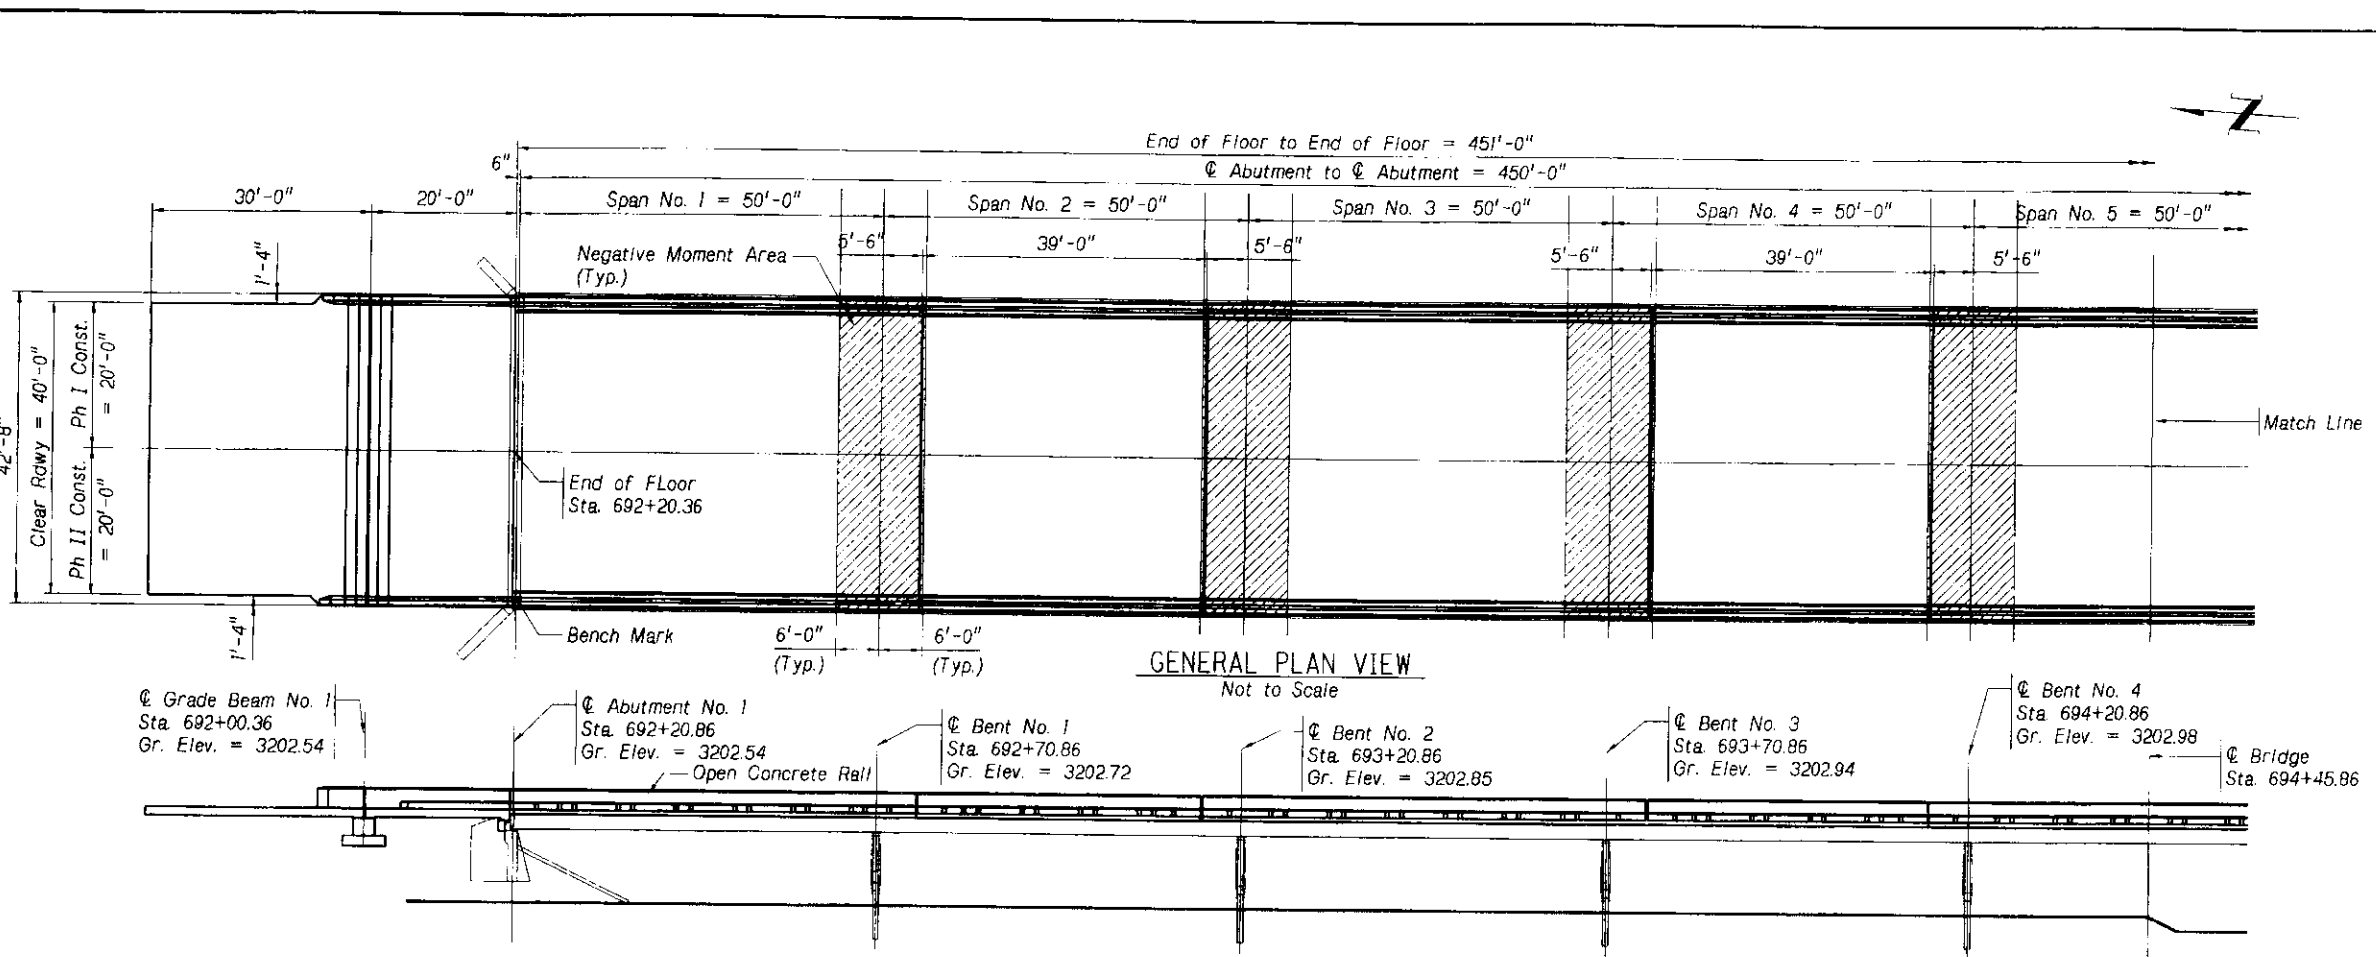 N
End of Floor to End of Floor = 451'-0"
6"
℄ Abutment to ℄ Abutment = 450'-0"
30'-0"
20'-0"
Span No. 1 = 50'-0"
Span No. 2 = 50'-0"
Span No. 3 = 50'-0"
Span No. 4 = 50'-0"
Span No. 5 = 50'-0"
1'-4"
Negative Moment Area
(Typ.)
5'-6"
39'-0"
5'-6"
5'-6"
39'-0"
5'-6"
42'-8"
Clear Rdwy = 40'-0"
Ph I Const.
= 20'-0"
Ph II Const.
= 20'-0"
Match Line
End of FLoor
Sta. 692+20.36
1'-4"
Bench Mark
6'-0"
(Typ.)
6'-0"
(Typ.)
GENERAL PLAN VIEW
Not to Scale
℄ Grade Beam No. 1
Sta. 692+00.36
Gr. Elev. = 3202.54
℄ Abutment No. 1
Sta. 692+20.86
Gr. Elev. = 3202.54
Open Concrete Rail
℄ Bent No. 1
Sta. 692+70.86
Gr. Elev. = 3202.72
℄ Bent No. 2
Sta. 693+20.86
Gr. Elev. = 3202.85
℄ Bent No. 3
Sta. 693+70.86
Gr. Elev. = 3202.94
℄ Bent No. 4
Sta. 694+20.86
Gr. Elev. = 3202.98
℄ Bridge
Sta. 694+45.86